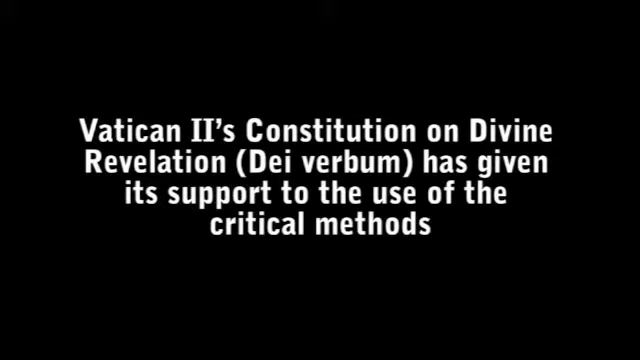 Vatican II's Constitution on Divine
Revelation (Dei verbum) has given
its support to the use of the
critical methods